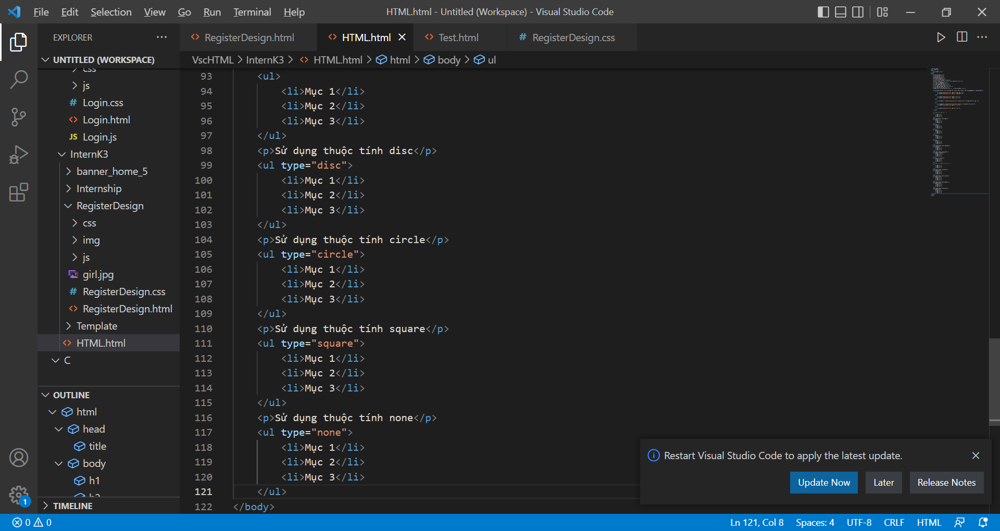 File Edit Selection View Go Run Terminal Help
HTML.html - Untitled (Workspace) - Visual Studio Code
EXPLORER
UNTITLED (WORKSPACE)
css
js
# Login.css
<> Login.html
JS Login.js
InternK3
banner_home_5
Internship
RegisterDesign
css
img
js
girl.jpg
# RegisterDesign.css
<> RegisterDesign.html
Template
<> HTML.html
C
OUTLINE
html
head
title
body
h1
h2
TIMELINE
<> RegisterDesign.html <> HTML.html <> Test.html # RegisterDesign.css
VscHTML > InternK3 > <> HTML.html > html > body > ul
93 <ul>
94 <li>Mục 1</li>
95 <li>Mục 2</li>
96 <li>Mục 3</li>
97 </ul>
98 <p>Sử dụng thuộc tính disc</p>
99 <ul type="disc">
100 <li>Mục 1</li>
101 <li>Mục 2</li>
102 <li>Mục 3</li>
103 </ul>
104 <p>Sử dụng thuộc tính circle</p>
105 <ul type="circle">
106 <li>Mục 1</li>
107 <li>Mục 2</li>
108 <li>Mục 3</li>
109 </ul>
110 <p>Sử dụng thuộc tính square</p>
111 <ul type="square">
112 <li>Mục 1</li>
113 <li>Mục 2</li>
114 <li>Mục 3</li>
115 </ul>
116 <p>Sử dụng thuộc tính none</p>
117 <ul type="none">
118 <li>Mục 1</li>
119 <li>Mục 2</li>
120 <li>Mục 3</li>
121 </ul>
122 </body>
Restart Visual Studio Code to apply the latest update.
Update Now Later Release Notes
1
0 0
Ln 121, Col 8 Spaces: 4 UTF-8 CRLF HTML